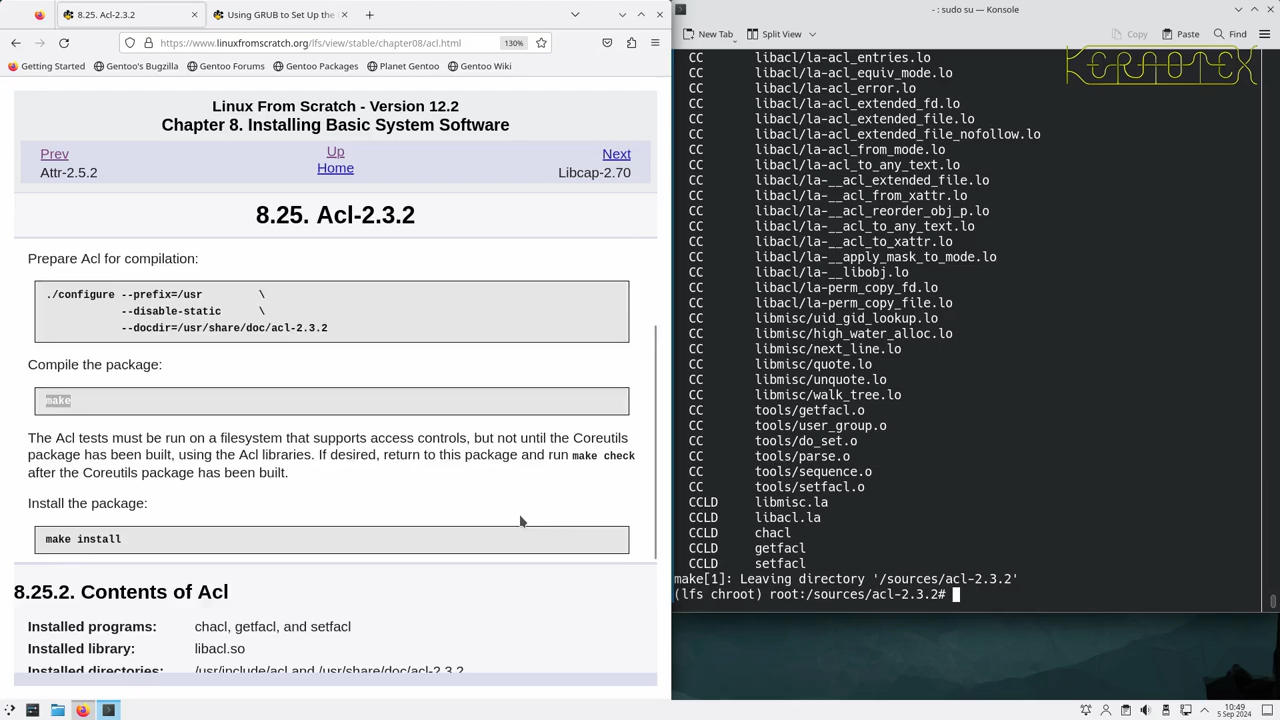 8.25. Acl-2.3.2
Using GRUB to Set Up the
- : sudo su — Konsole
https://www.linuxfromscratch.org/lfs/view/stable/chapter08/acl.html
130%
New Tab
Split View
Copy
Paste
Find
Getting Started
Gentoo's Bugzilla
Gentoo Forums
Gentoo Packages
Planet Gentoo
Gentoo Wiki
KERNOTEX
Linux From Scratch - Version 12.2
Chapter 8. Installing Basic System Software
Prev
Up
Next
Attr-2.5.2
Home
Libcap-2.70
8.25. Acl-2.3.2
Prepare Acl for compilation:
./configure --prefix=/usr \
--disable-static \
--docdir=/usr/share/doc/acl-2.3.2
Compile the package:
make
The Acl tests must be run on a filesystem that supports access controls, but not until the Coreutils
package has been built, using the Acl libraries. If desired, return to this package and run make check
after the Coreutils package has been built.
Install the package:
make install
8.25.2. Contents of Acl
Installed programs: chacl, getfacl, and setfacl
Installed library: libacl.so
Installed directories: /usr/include/acl and /usr/share/doc/acl-2.3.2
CC libacl/la-acl_entries.lo
CC libacl/la-acl_equiv_mode.lo
CC libacl/la-acl_error.lo
CC libacl/la-acl_extended_fd.lo
CC libacl/la-acl_extended_file.lo
CC libacl/la-acl_extended_file_nofollow.lo
CC libacl/la-acl_from_mode.lo
CC libacl/la-acl_to_any_text.lo
CC libacl/la-__acl_extended_file.lo
CC libacl/la-__acl_from_xattr.lo
CC libacl/la-__acl_reorder_obj_p.lo
CC libacl/la-__acl_to_any_text.lo
CC libacl/la-__acl_to_xattr.lo
CC libacl/la-__apply_mask_to_mode.lo
CC libacl/la-__libobj.lo
CC libacl/la-perm_copy_fd.lo
CC libacl/la-perm_copy_file.lo
CC libmisc/uid_gid_lookup.lo
CC libmisc/high_water_alloc.lo
CC libmisc/next_line.lo
CC libmisc/quote.lo
CC libmisc/unquote.lo
CC libmisc/walk_tree.lo
CC tools/getfacl.o
CC tools/user_group.o
CC tools/do_set.o
CC tools/parse.o
CC tools/sequence.o
CC tools/setfacl.o
CCLD libmisc.la
CCLD libacl.la
CCLD chacl
CCLD getfacl
CCLD setfacl
make[1]: Leaving directory '/sources/acl-2.3.2'
(lfs chroot) root:/sources/acl-2.3.2#
10:49
5 Sep 2024